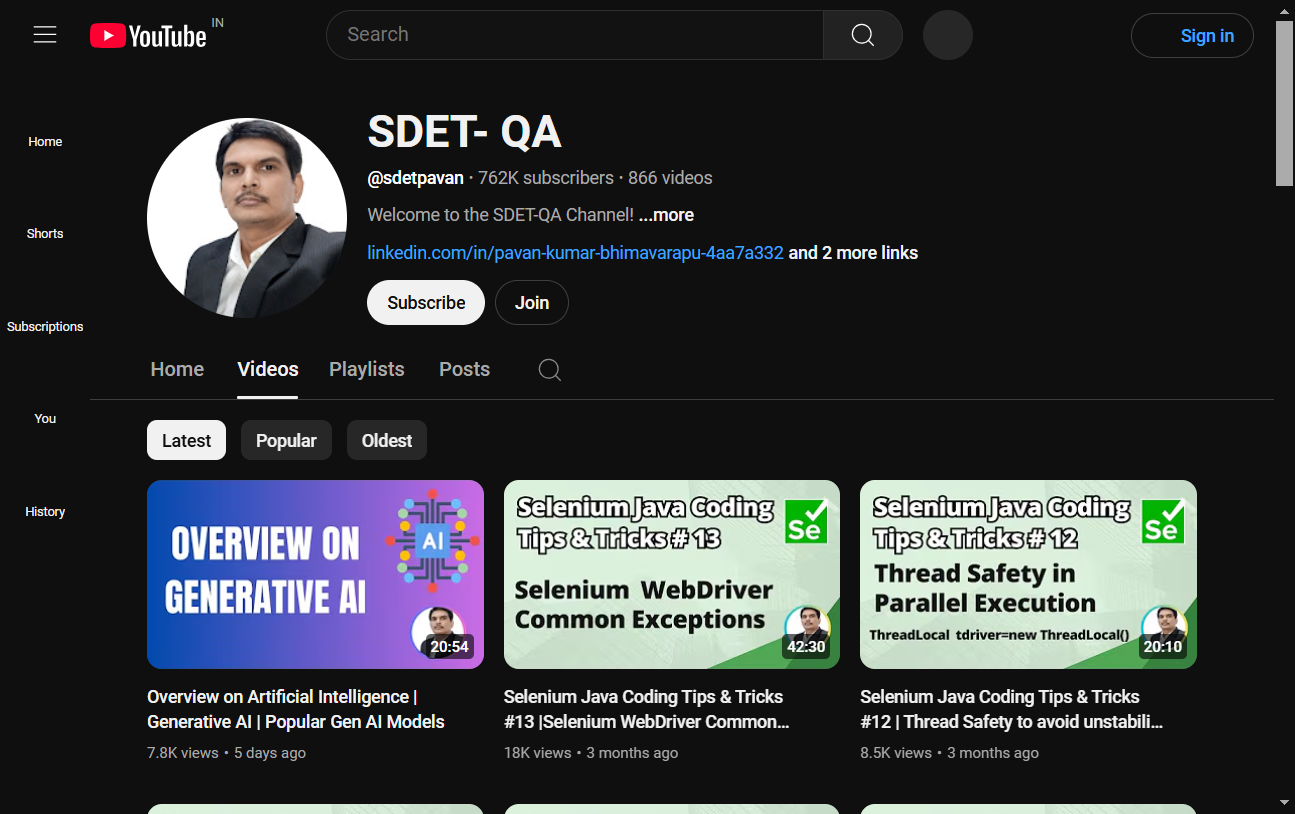 YouTube IN
Search
Sign in
Home
Shorts
Subscriptions
You
History
SDET- QA
@sdetpavan · 762K subscribers · 866 videos
Welcome to the SDET-QA Channel! ...more
linkedin.com/in/pavan-kumar-bhimavarapu-4aa7a332 and 2 more links
Subscribe Join
Home Videos Playlists Posts
Latest Popular Oldest
OVERVIEW ON
GENERATIVE AI
AI
20:54
Overview on Artificial Intelligence |
Generative AI | Popular Gen AI Models
7.8K views • 5 days ago
Selenium Java Coding
Tips & Tricks # 13
Se
Selenium WebDriver
Common Exceptions
42:30
Selenium Java Coding Tips & Tricks
#13 |Selenium WebDriver Common...
18K views • 3 months ago
Selenium Java Coding
Tips & Tricks # 12
Se
Thread Safety in
Parallel Execution
ThreadLocal tdriver=new ThreadLocal()
20:10
Selenium Java Coding Tips & Tricks
#12 | Thread Safety to avoid unstabili...
8.5K views • 3 months ago